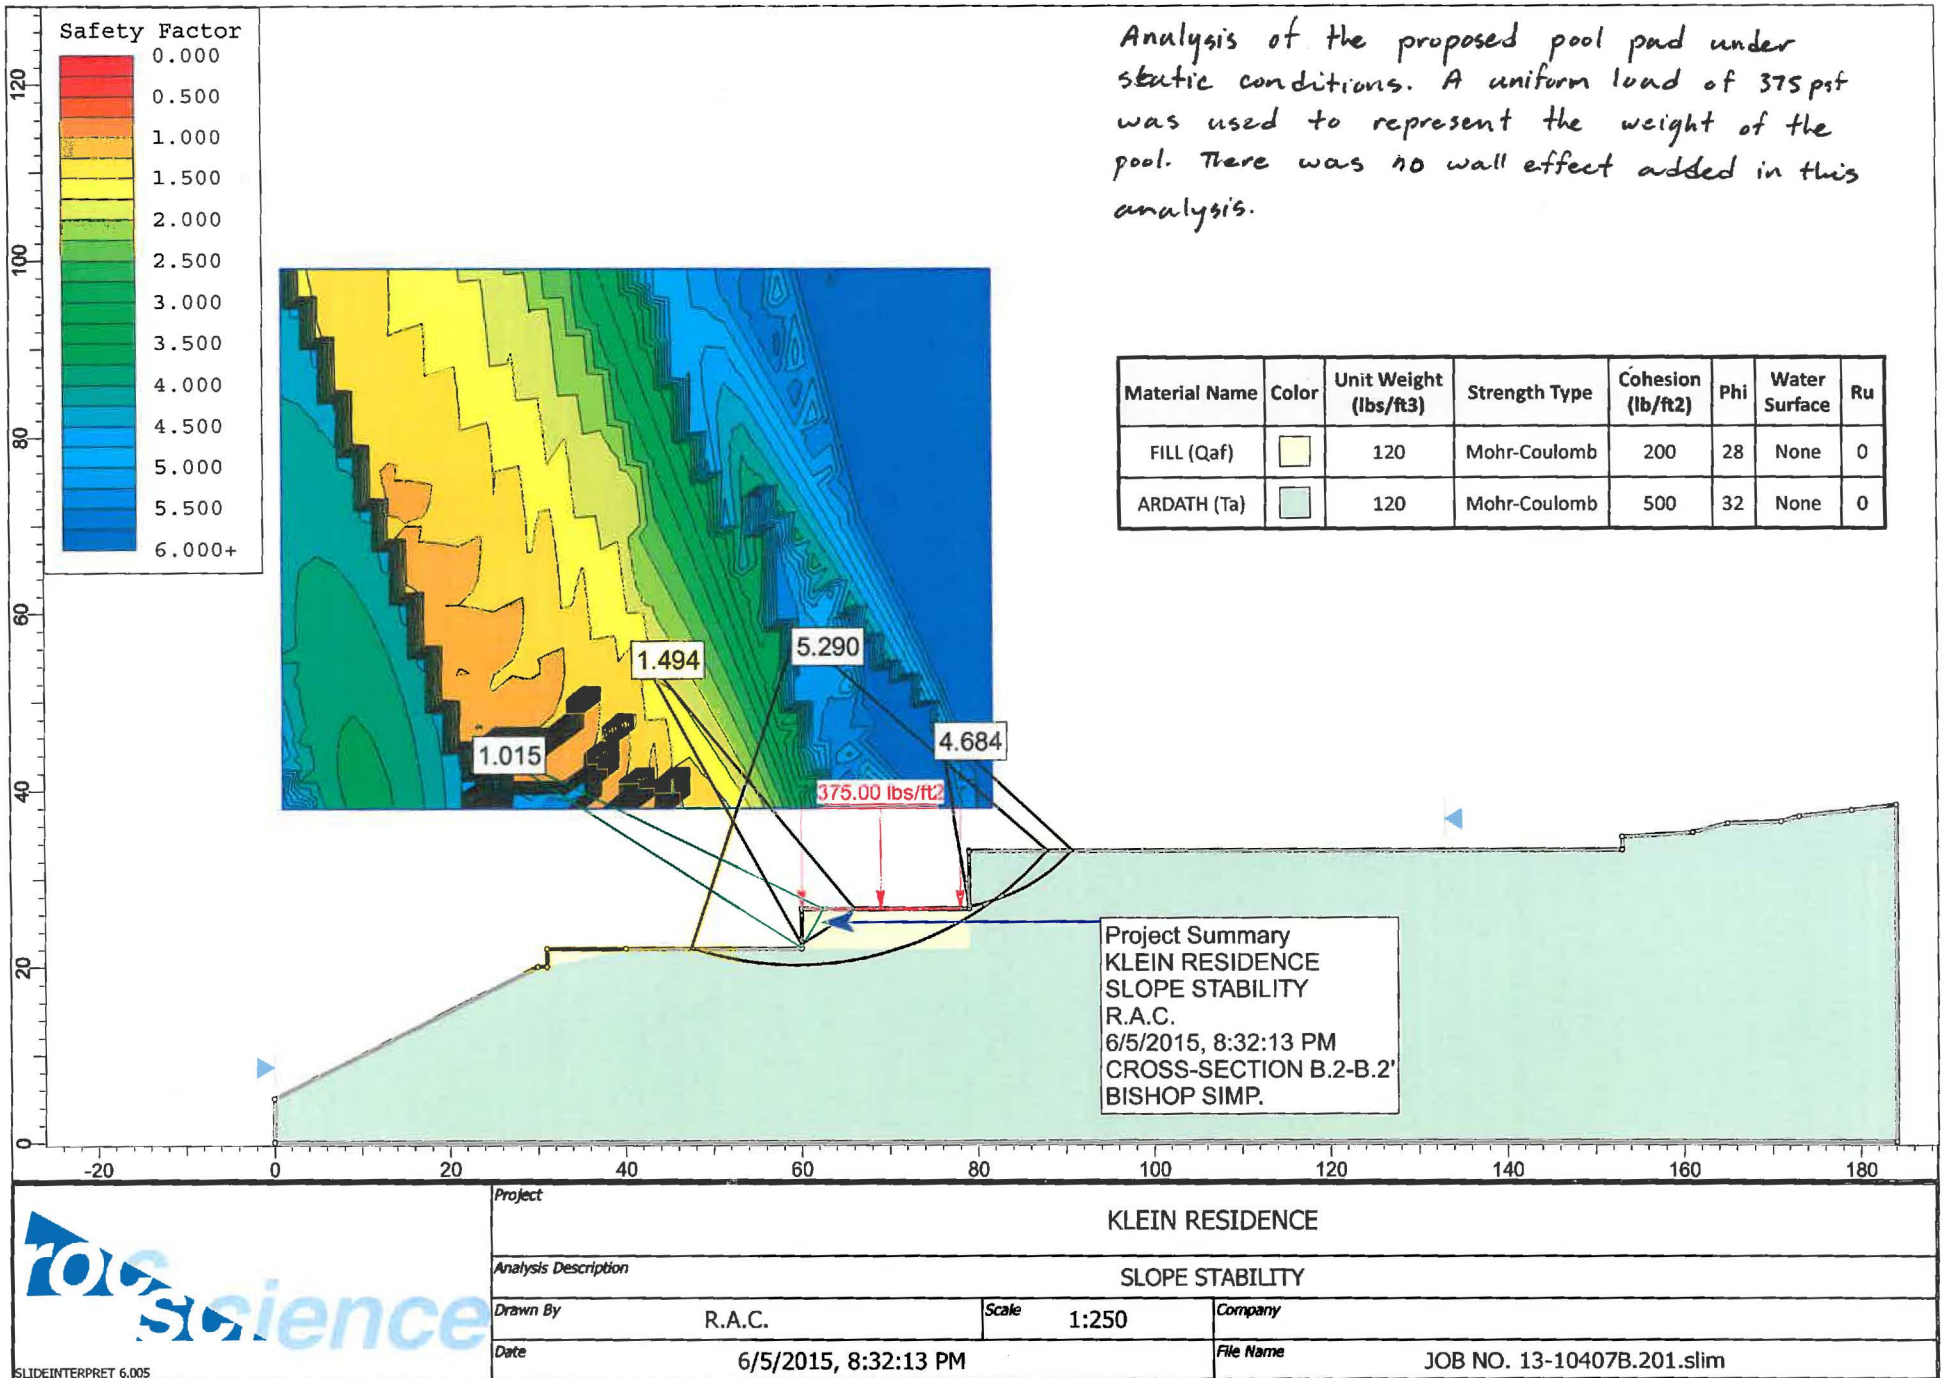 Safety Factor
0.000
0.500
1.000
1.500
2.000
2.500
3.000
3.500
4.000
4.500
5.000
5.500
6.000+
Analysis of the proposed pool pad under
static conditions. A uniform load of 375 psf
was used to represent the weight of the
pool. There was no wall effect added in this
analysis.
Material Name Color Unit Weight (lbs/ft3) Strength Type Cohesion (lb/ft2) Phi Water Surface Ru
FILL (Qaf) 120 Mohr-Coulomb 200 28 None 0
ARDATH (Ta) 120 Mohr-Coulomb 500 32 None 0
1.494
5.290
1.015
4.684
375.00 lbs/ft2
Project Summary
KLEIN RESIDENCE
SLOPE STABILITY
R.A.C.
6/5/2015, 8:32:13 PM
CROSS-SECTION B.2-B.2'
BISHOP SIMP.
120
100
80
60
40
20
0
-20 0 20 40 60 80 100 120 140 160 180
rocscience
SLIDEINTERPRET 6.005
Project
KLEIN RESIDENCE
Analysis Description
SLOPE STABILITY
Drawn By R.A.C. Scale 1:250 Company
Date 6/5/2015, 8:32:13 PM File Name JOB NO. 13-10407B.201.slim